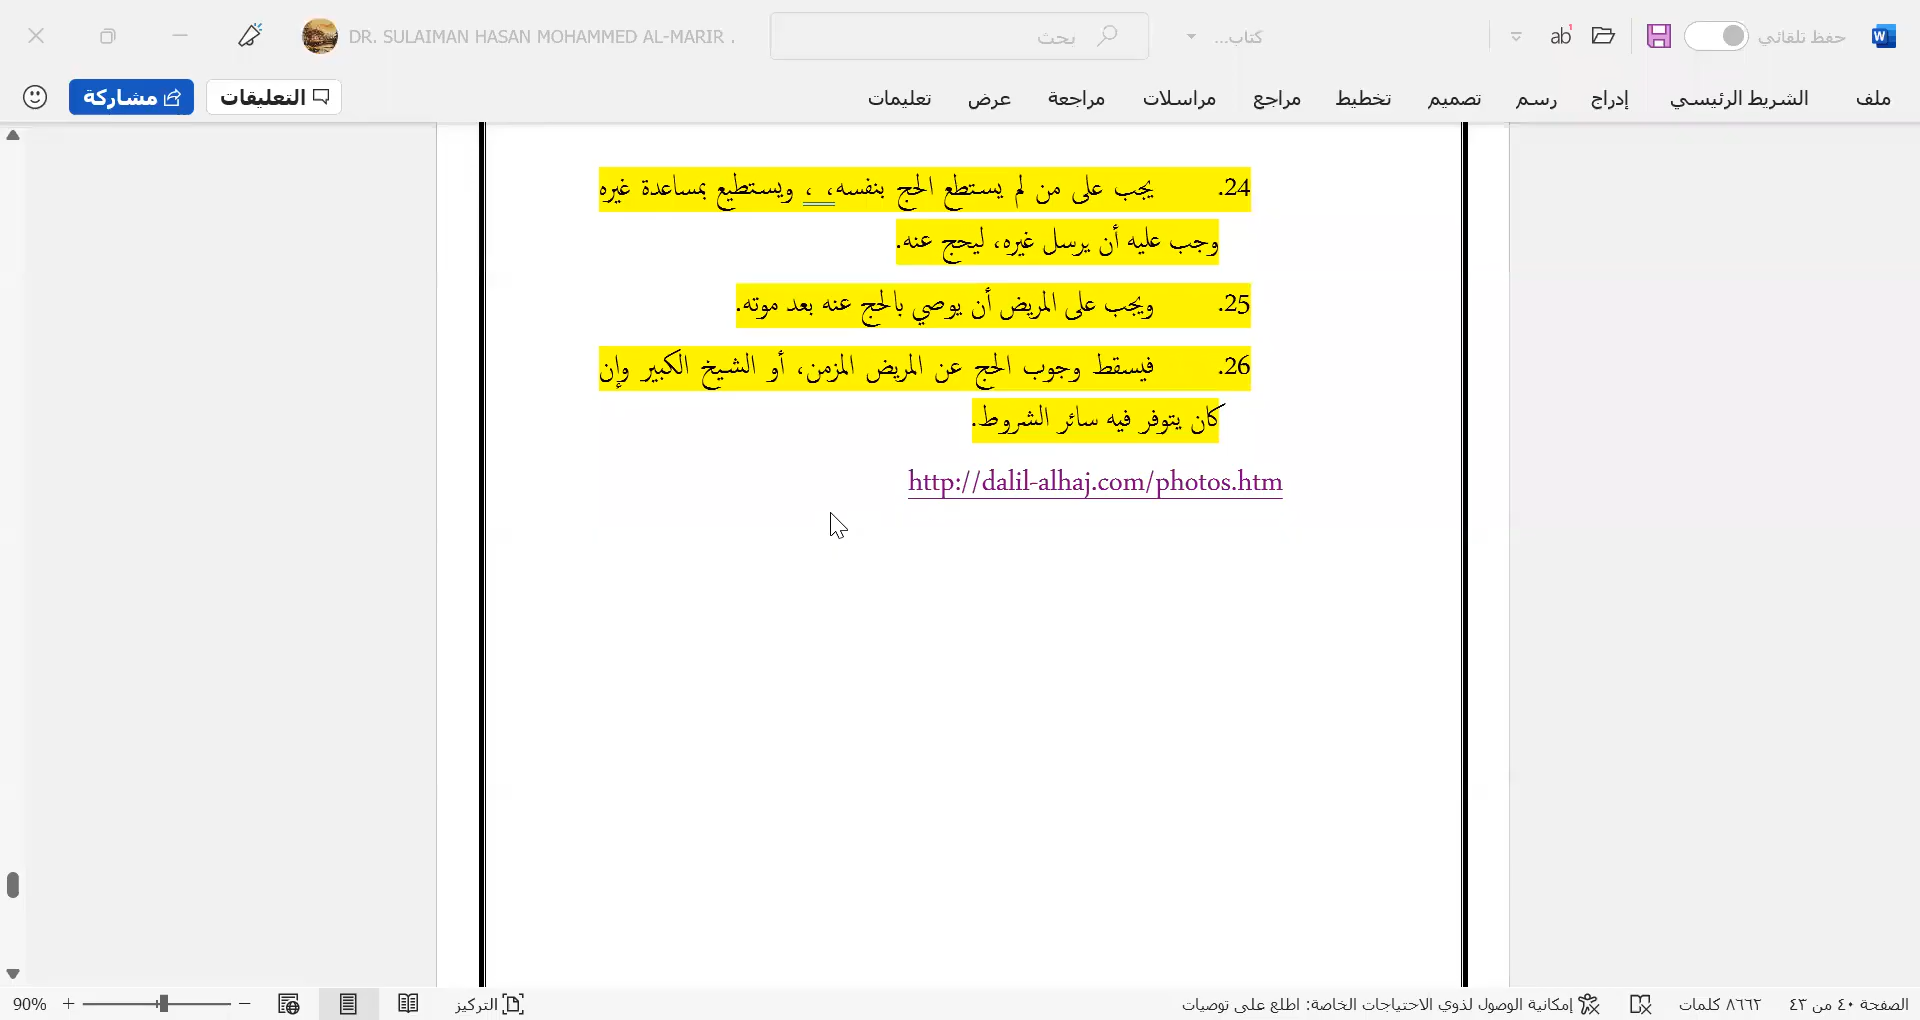 حفظ تلقائي
كتاب...
بحث
DR. SULAIMAN HASAN MOHAMMED AL-MARIR .
ملف
الشريط الرئيسي
إدراج
رسم
تصميم
تخطيط
مراجع
مراسلات
مراجعة
عرض
تعليمات
التعليقات
مشاركة
24. يجب على من لم يستطع الحج بنفسه، ، ويستطيع بمساعدة غيره
وجب عليه أن يرسل غيره، ليحج عنه.
25. ويجب على المريض أن يوصي بالحج عنه بعد موته.
26. فيسقط وجوب الحج عن المريض المزمن، أو الشيخ الكبير وإن
كان يتوفر فيه سائر الشروط.
http://dalil-alhaj.com/photos.htm
الصفحة ٤٠ من ٤٣
٨٦٦٢ كلمات
إمكانية الوصول لذوي الاحتياجات الخاصة: اطلع على توصيات
التركيز
90%